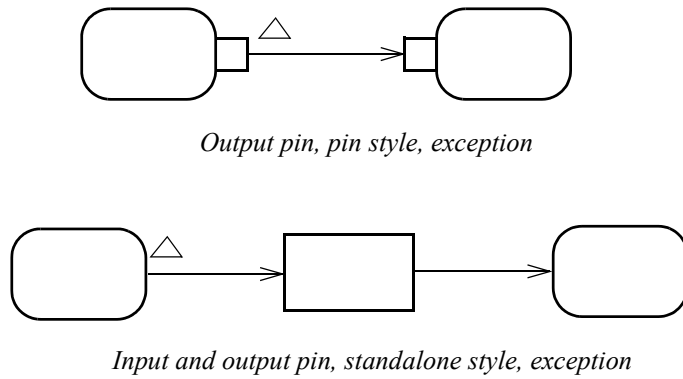 Output pin, pin style, exception
Input and output pin, standalone style, exception